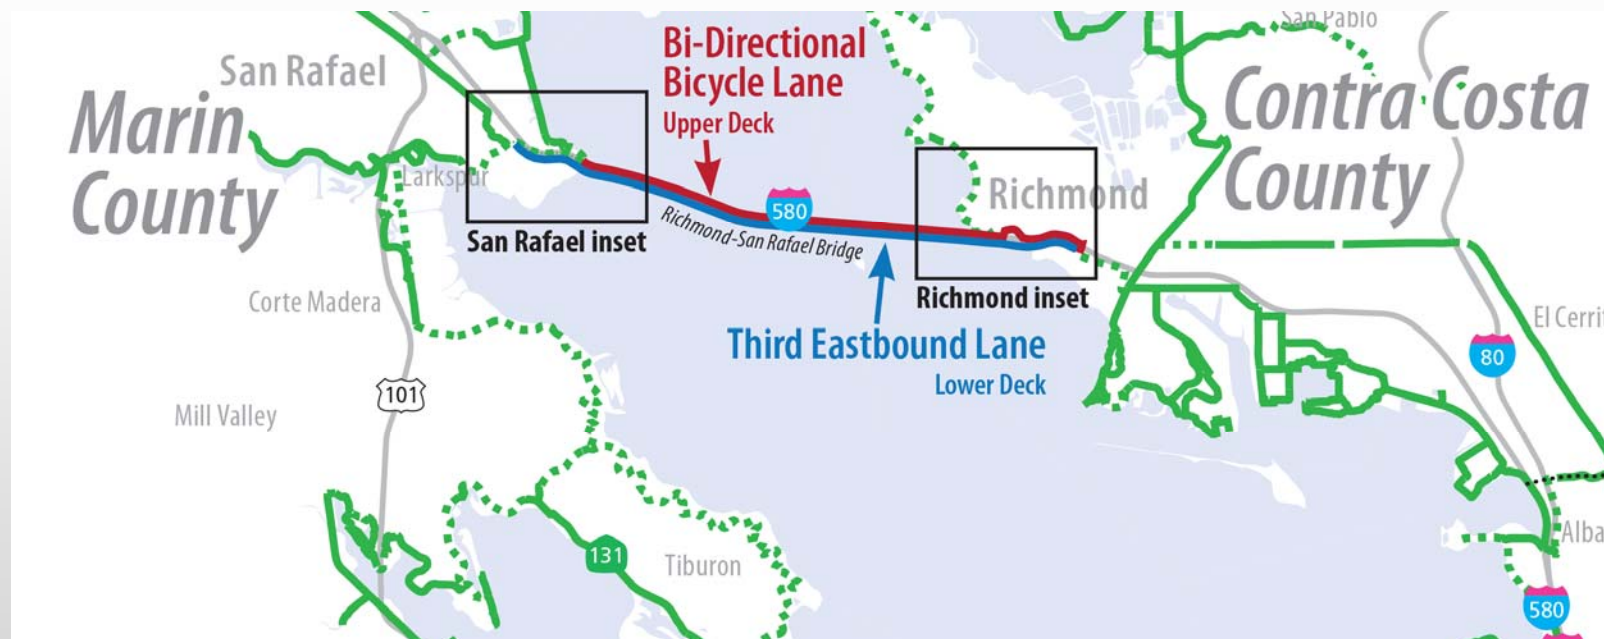 San Pablo
San Rafael
Marin
County
Bi-Directional
Bicycle Lane
Upper Deck
Contra Costa
County
Larkspur
Richmond
580
Richmond-San Rafael Bridge
San Rafael inset
Richmond inset
Corte Madera
Third Eastbound Lane
Lower Deck
El Cerri
80
101
Mill Valley
131
Tiburon
Alba
580